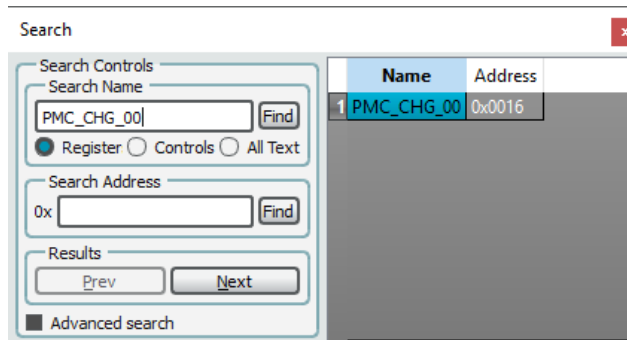 Search
x
Search Controls
Search Name
PMC_CHG_00
Find
Register
Controls
All Text
Search Address
0x
Find
Results
Prev
Next
Advanced search
Name Address
1 PMC_CHG_00 0x0016